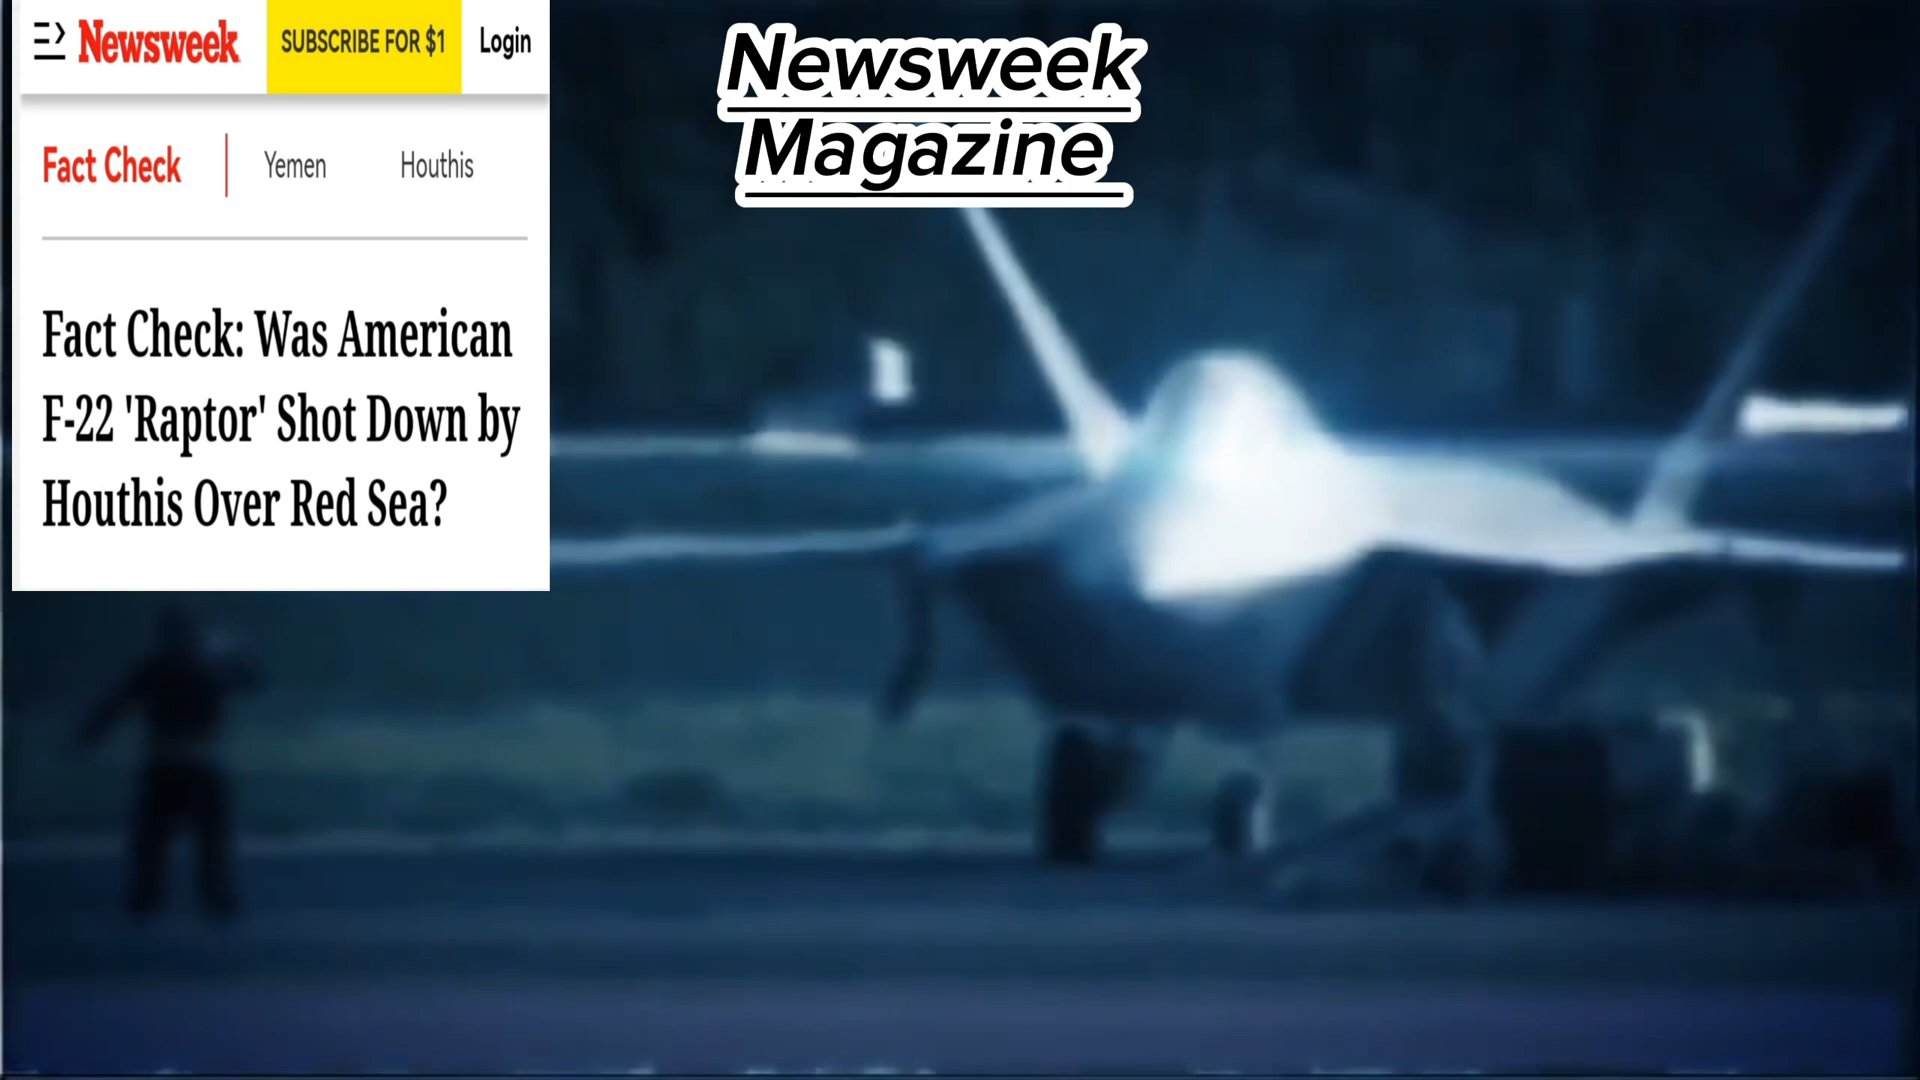 Newsweek SUBSCRIBE FOR $1 Login
Fact Check Yemen Houthis
Fact Check: Was American
F-22 'Raptor' Shot Down by
Houthis Over Red Sea?
Newsweek
Magazine